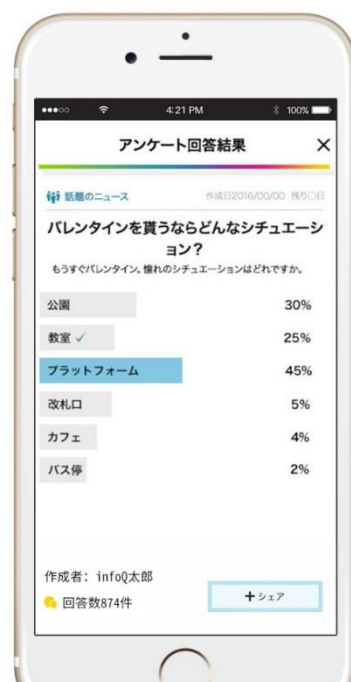 4:21 PM
100%
アンケート回答結果 ×
話題のニュース 作成日2016/00/00 残り○日
バレンタインを貰うならどんなシチュエーシ
ョン？
もうすぐバレンタイン。憧れのシチュエーションはどれですか。
公園 30%
教室 ✓ 25%
プラットフォーム 45%
改札口 5%
カフェ 4%
バス停 2%
作成者: infoQ太郎
回答数874件
+シェア